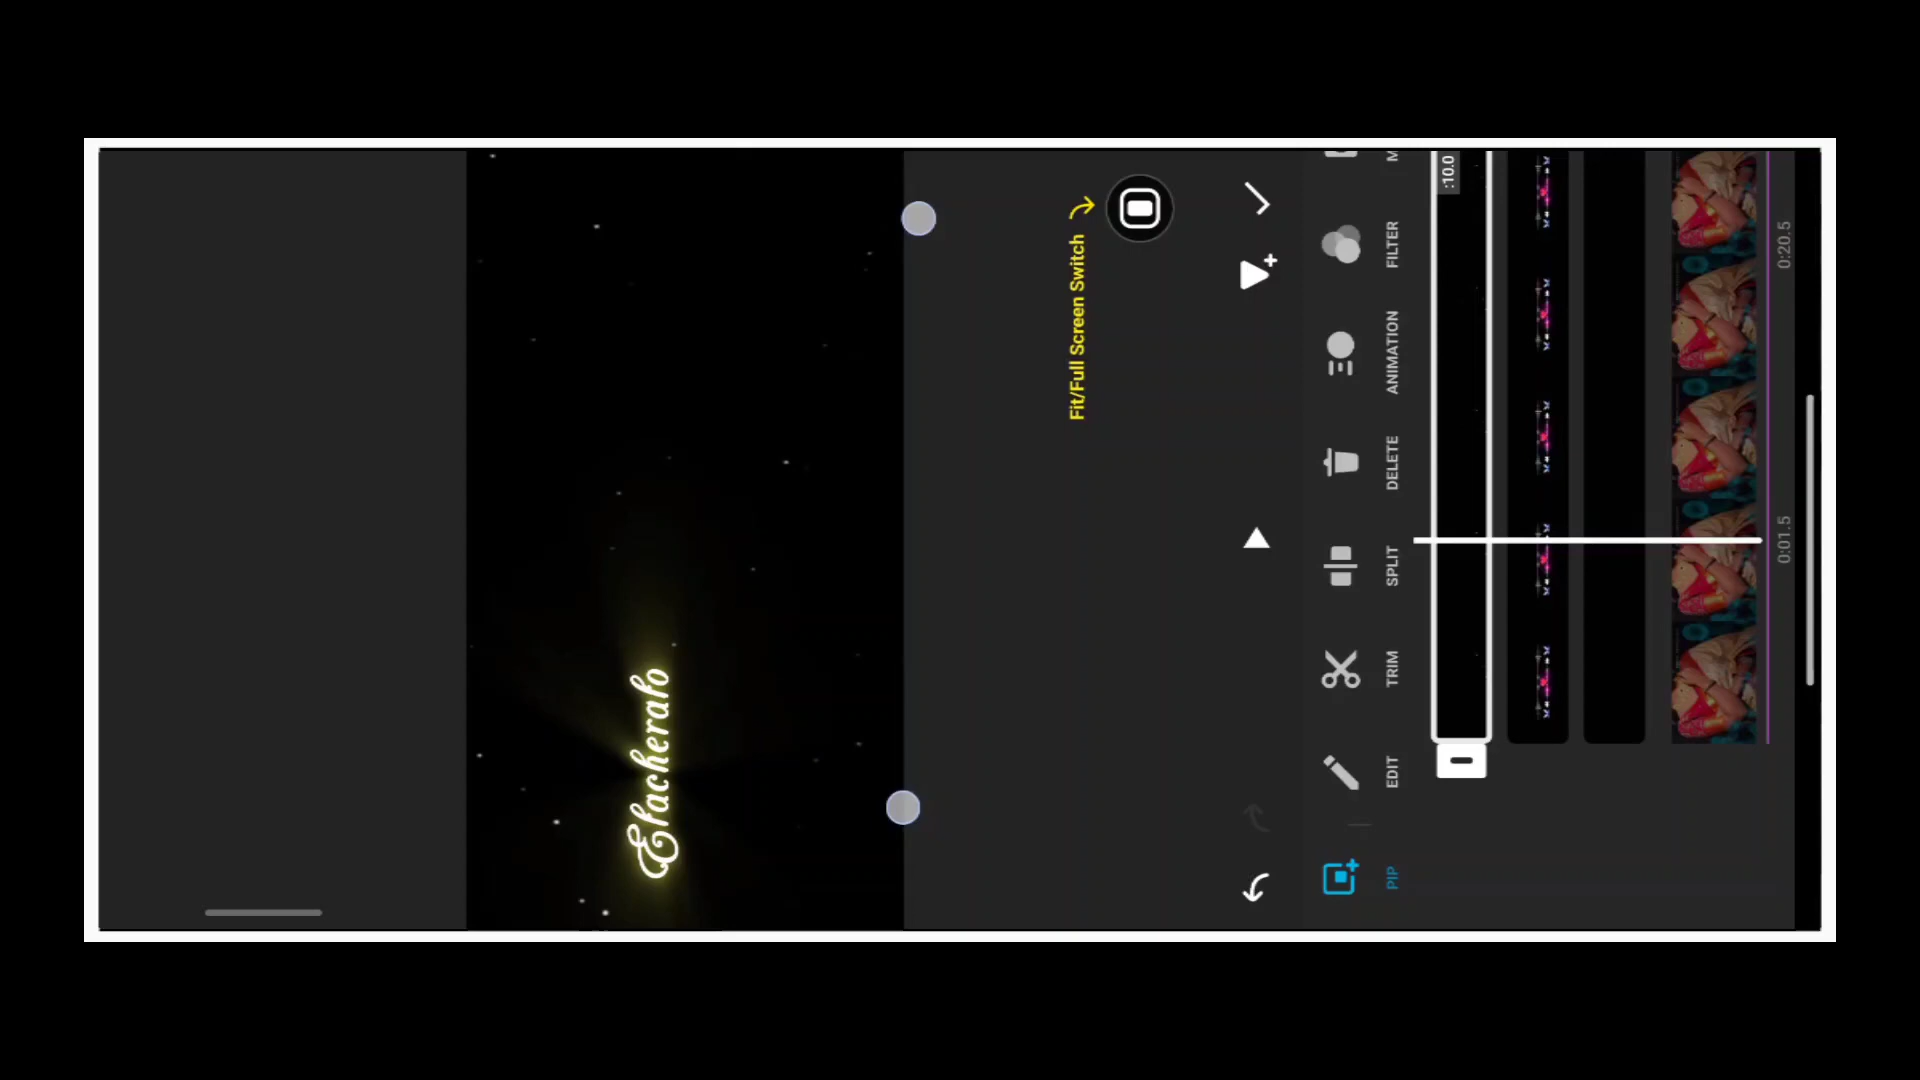 Efacherafo
Fit/Full Screen Switch
PIP
EDIT
TRIM
SPLIT
DELETE
ANIMATION
FILTER
:10.0
0:01.5
0:20.5